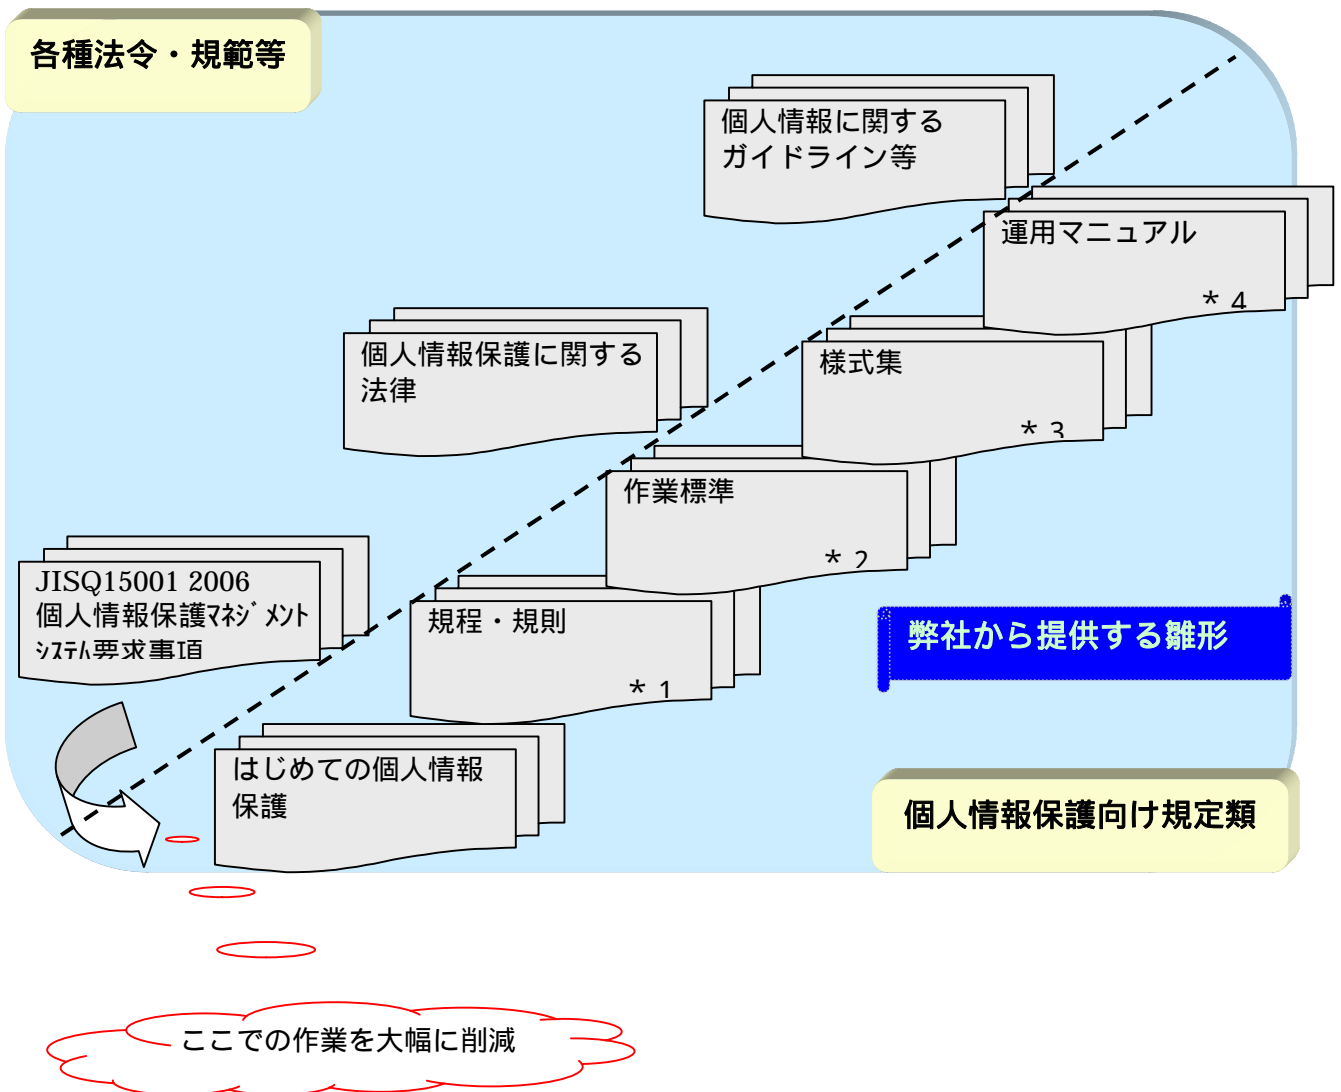 各種法令・規範等
個人情報に関する
ガイドライン等
運用マニュアル
＊４
個人情報保護に関する
法律
様式集
＊３
作業標準
＊２
JISQ15001 2006
個人情報保護ﾏﾈｼﾞﾒﾝﾄ
ｼｽﾃﾑ要求事項
規程・規則
＊１
弊社から提供する雛形
はじめての個人情報
保護
個人情報保護向け規定類
ここでの作業を大幅に削減